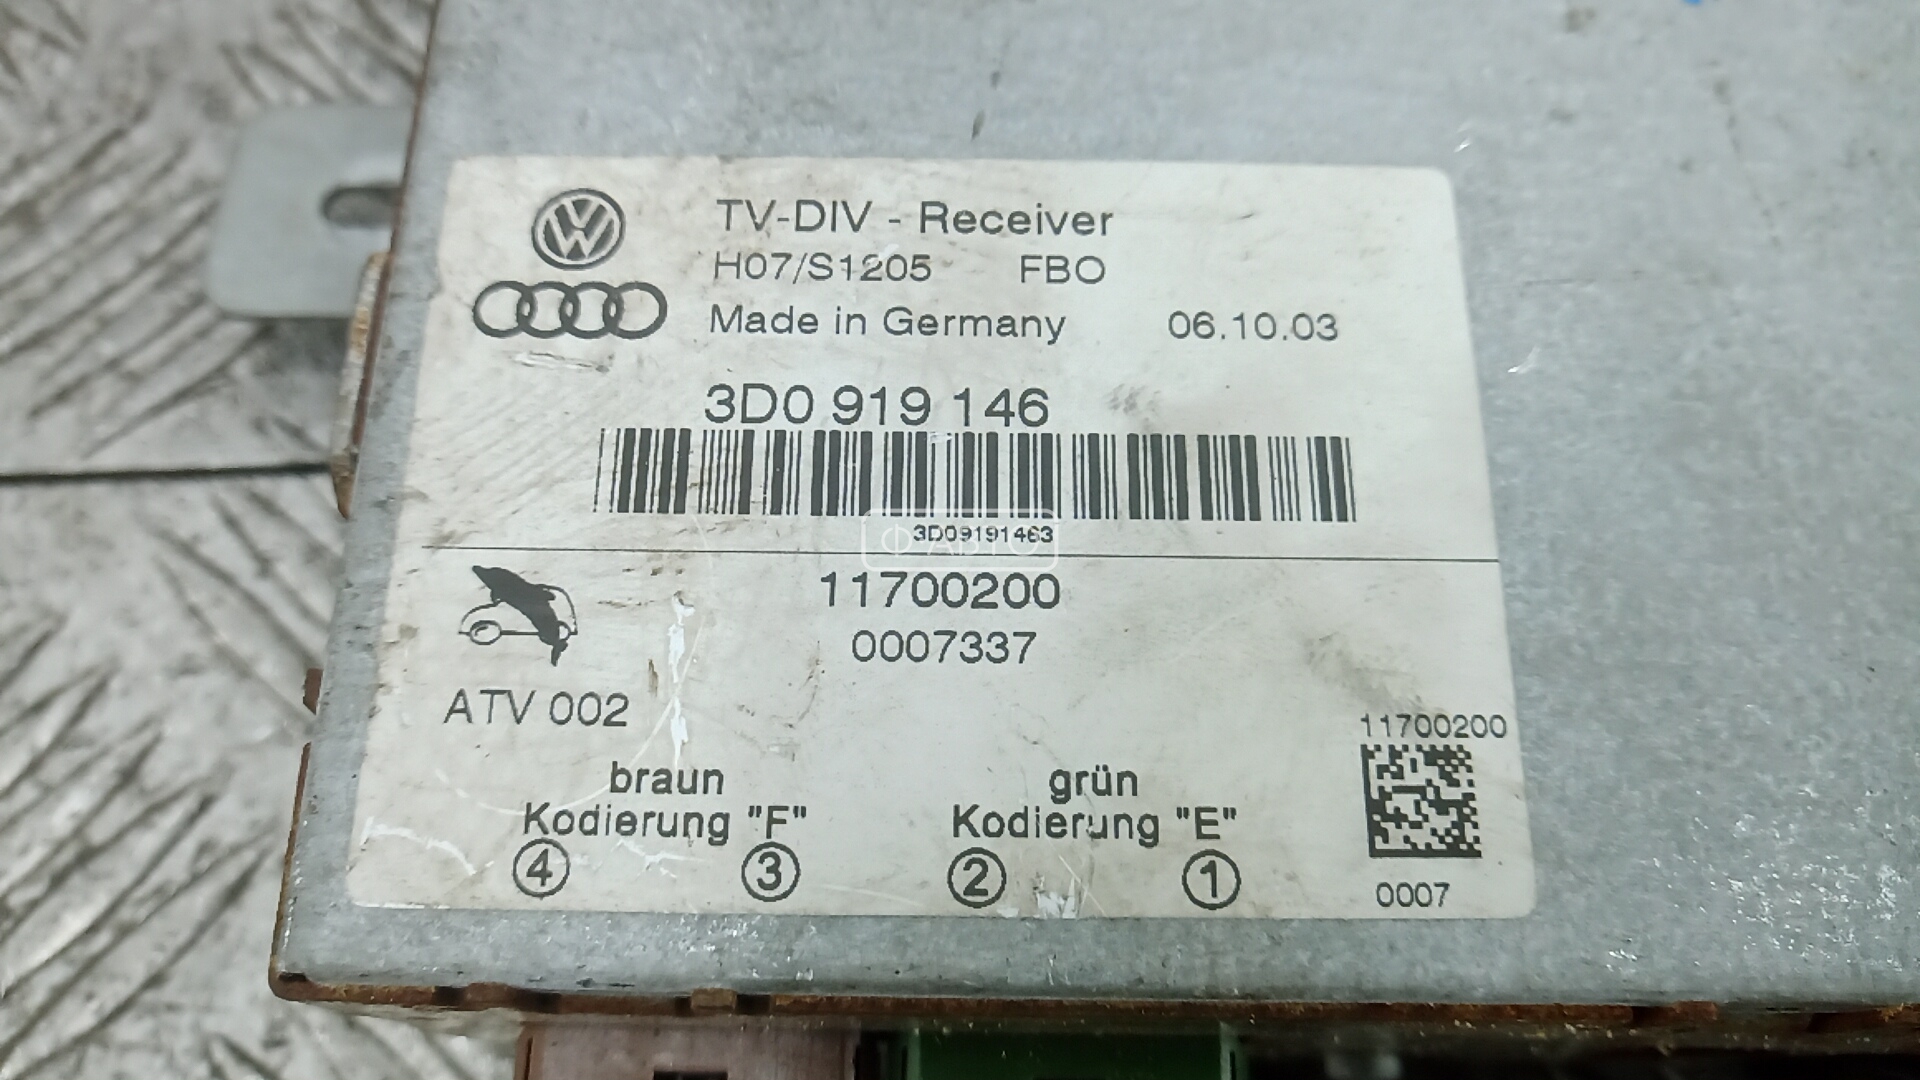 TV-DIV - Receiver
H07/S1205 FBO
Made in Germany 06.10.03
3D0 919 146
3D09191463
Ф АВТО
11700200
0007337
ATV 002
11700200
braun grün
Kodierung "F" Kodierung "E"
4 3 2 1
0007